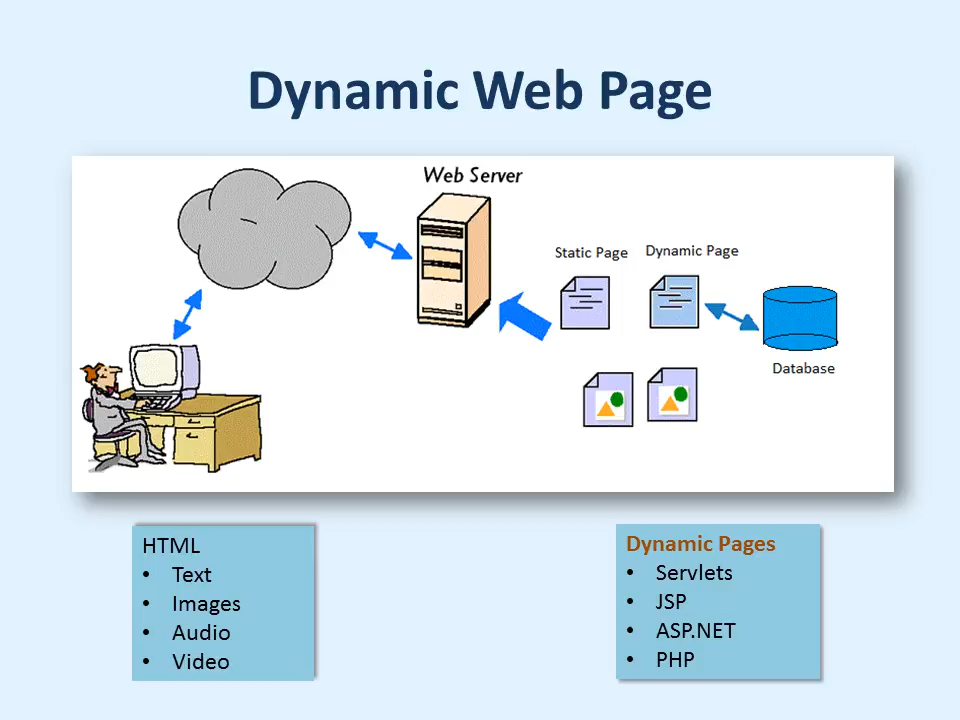 Dynamic Web Page
Web Server
Static Page
Dynamic Page
Database
HTML
• Text
• Images
• Audio
• Video
Dynamic Pages
• Servlets
• JSP
• ASP.NET
• PHP